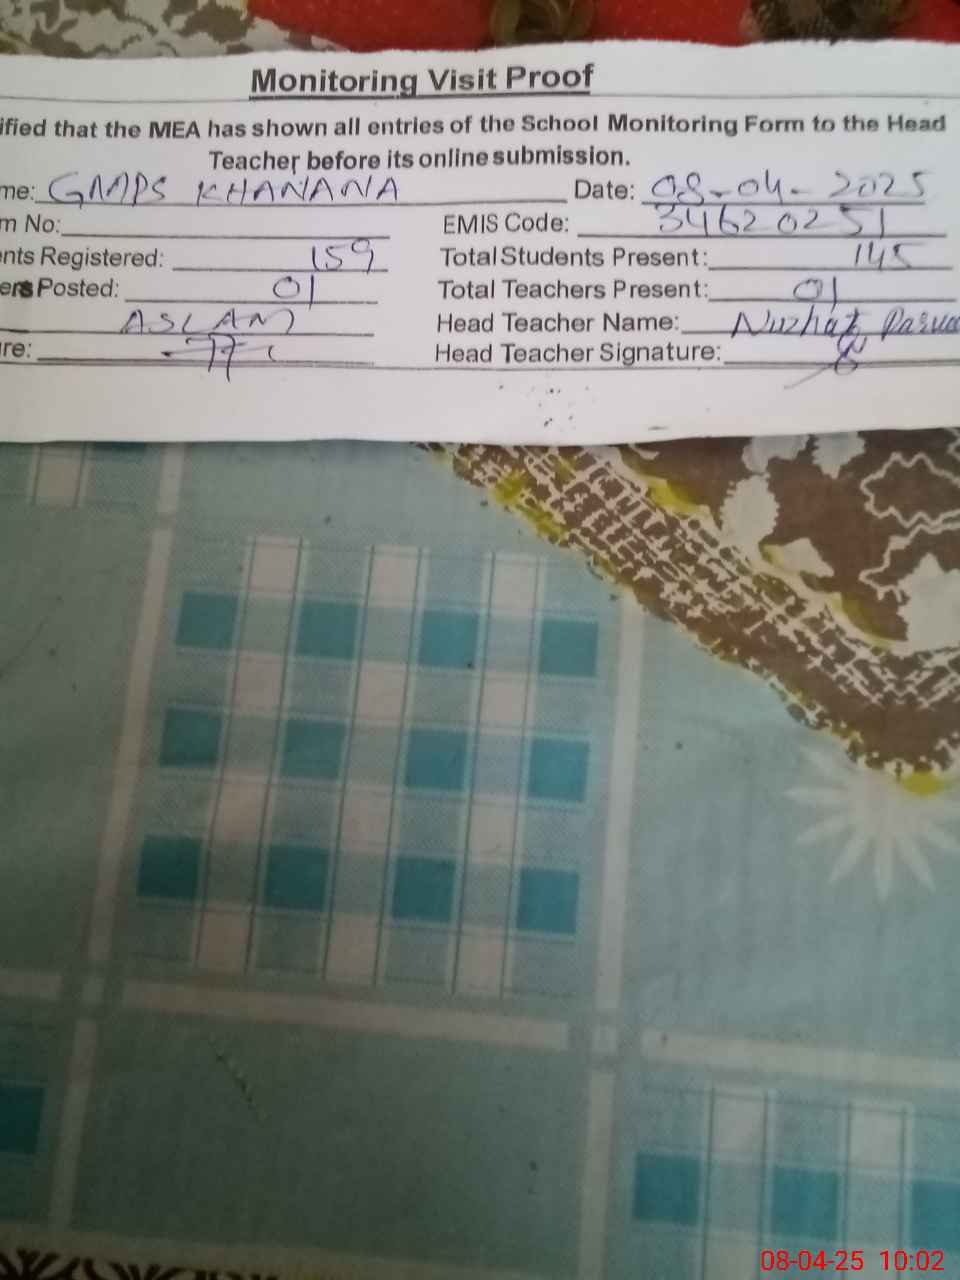 Monitoring Visit Proof
ified that the MEA has shown all entries of the School Monitoring Form to the Head
Teacher before its online submission.
me: GMMPS KHANANA Date: 08-04-2025
m No: EMIS Code: 34620251
nts Registered: 159 Total Students Present: 145
ers Posted: 01 Total Teachers Present: 01
ASLAM Head Teacher Name: Nuzhat
re: Head Teacher Signature:
08-04-25 10:02